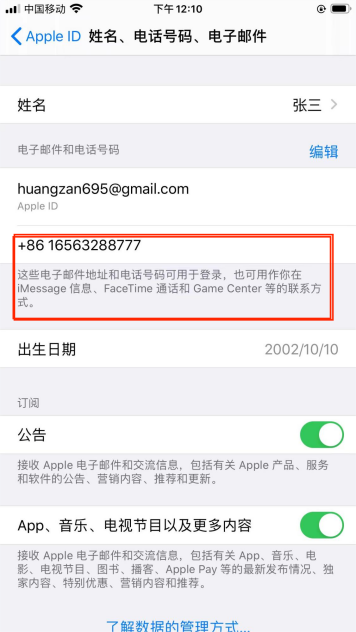 中国移动 下午 12:10
Apple ID 姓名、电话号码、电子邮件
姓名 张三
电子邮件和电话号码 编辑
huangzan695@gmail.com
Apple ID
+86 16563288777
这些电子邮件地址和电话号码可用于登录，也可用作你在
iMessage 信息、FaceTime 通话和 Game Center 等的联系方
式。
出生日期 2002/10/10
订阅
公告
接收 Apple 电子邮件和交流信息，包括有关 Apple 产品、服务
和软件的公告、营销内容、推荐和更新。
App、音乐、电视节目以及更多内容
接收 Apple 电子邮件和交流信息，包括有关 App、音乐、电
影、电视节目、图书、播客、Apple Pay 等的最新发布情况、独
家内容、特别优惠、营销内容和推荐。
了解数据的管理方式...